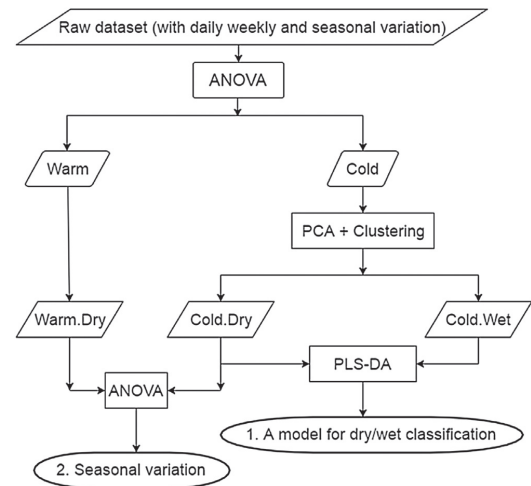 Raw dataset (with daily weekly and seasonal variation)
ANOVA
Warm
Cold
PCA + Clustering
Warm.Dry
Cold.Dry
Cold.Wet
ANOVA
PLS-DA
1. A model for dry/wet classification
2. Seasonal variation